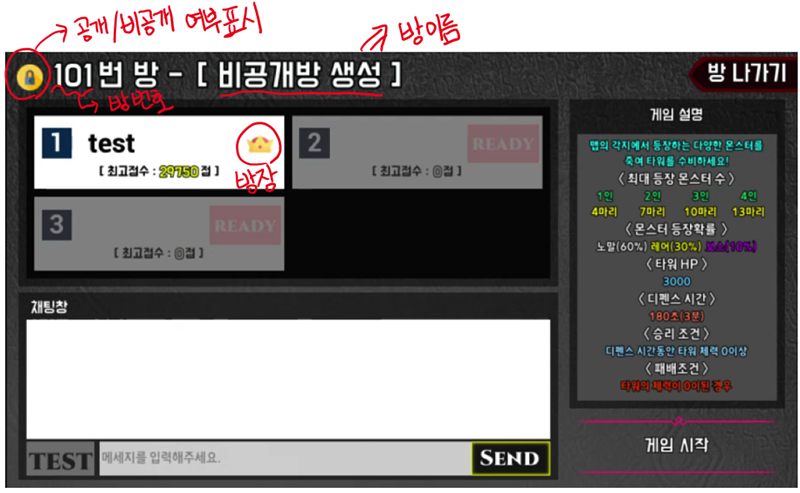 공개/비공개 여부표시
방이름
101번 방 - [ 비공개방 생성 ]
방 나가기
방번호
1 test
[ 최고점수 : 29750점 ]
방장
2 READY
[ 최고점수 : 0점 ]
3 READY
[ 최고점수 : 0점 ]
게임 설명
맵의 각지에서 등장하는 다양한 몬스터를
죽여 타워를 수비하세요!
< 최대 등장 몬스터 수 >
1인 2인 3인 4인
4마리 7마리 10마리 13마리
< 몬스터 등장확률 >
노말(60%) 레어(30%) 보스(10%)
< 타워 HP >
3000
< 디펜스 시간 >
180초(3분)
< 승리 조건 >
디펜스 시간동안 타워 체력 0이상
< 패배조건 >
타워의 체력이 0이된 경우
채팅창
TEST 메세지를 입력해주세요. SEND
게임 시작